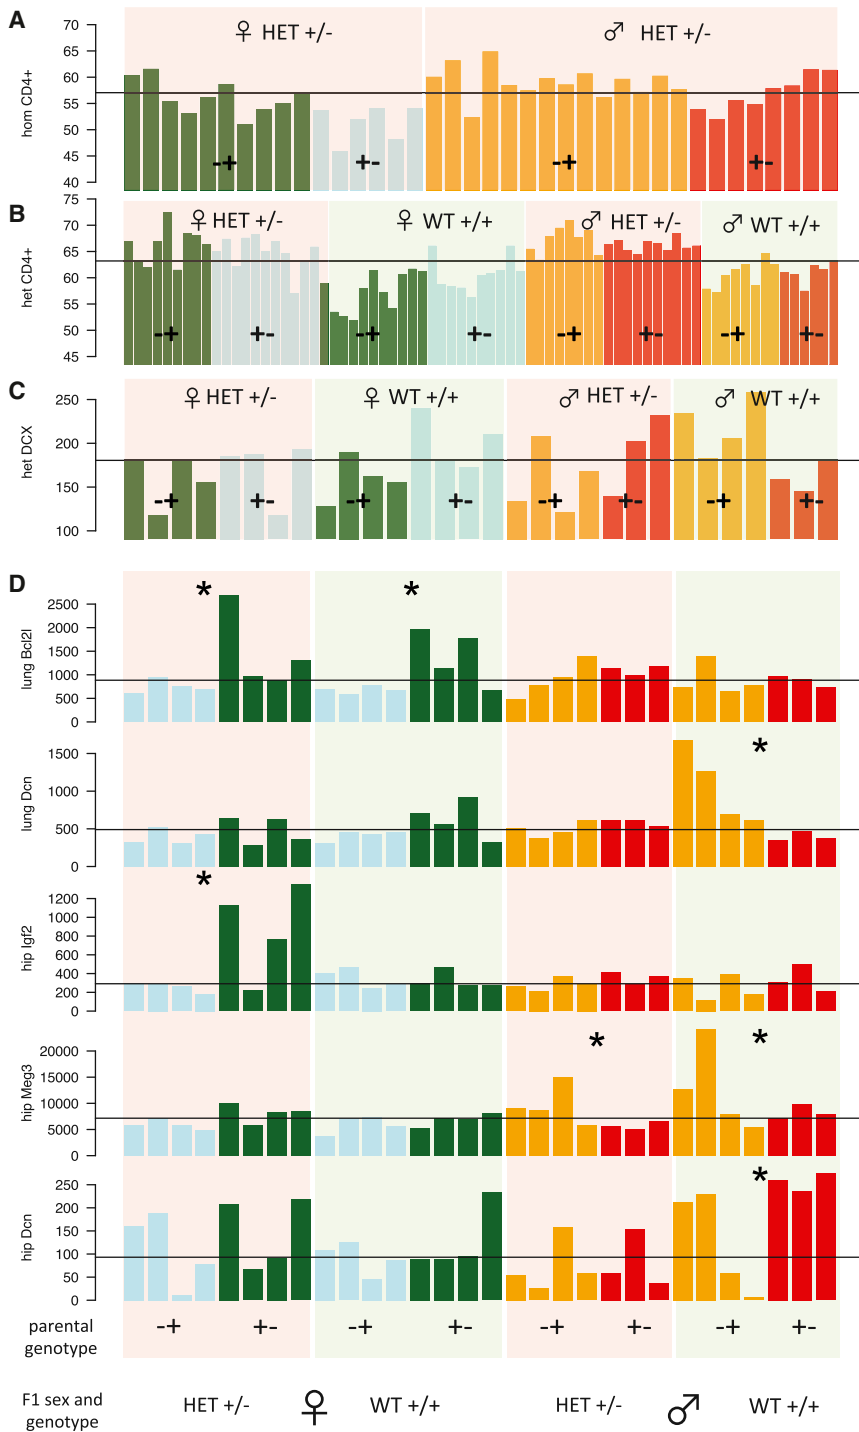 A
♀ HET +/-
♂ HET +/-
hom CD4+
70
65
60
55
50
45
40
-+
+-
-+
+-
B
♀ HET +/-
♀ WT +/+
♂ HET +/-
♂ WT +/+
het CD4+
75
70
65
60
55
50
45
-+
+-
-+
+-
-+
+-
-+
+-
C
♀ HET +/-
♀ WT +/+
♂ HET +/-
♂ WT +/+
het DCX
250
200
150
100
-+
+-
-+
+-
-+
+-
-+
+-
D
* *
lung Bcl2l
2500
2000
1500
1000
500
0
*
lung Dcn
1500
1000
500
0
*
hip Igf2
1200
1000
800
600
400
200
0
* *
hip Meg3
20000
15000
10000
5000
0
*
hip Dcn
250
200
150
100
50
0
parental
genotype
-+ +- -+ +- -+ +- -+ +-
F1 sex and
genotype
HET +/- ♀ WT +/+ HET +/- ♂ WT +/+